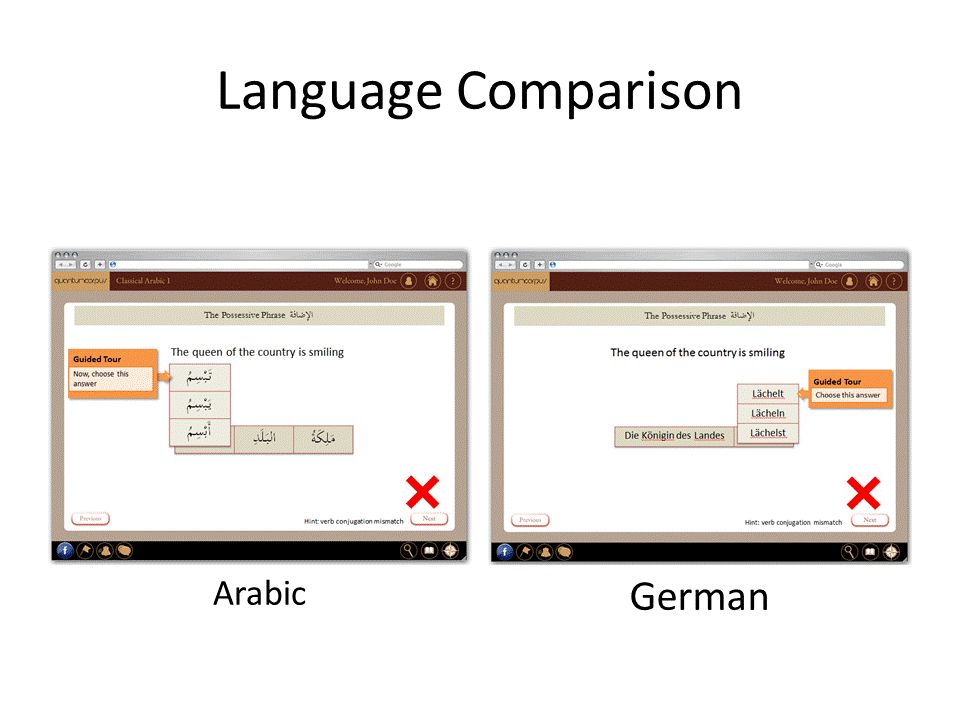 Language Comparison
Google
quantumcorpus
Classical Arabic 1
Welcome, John Doe
?
The Possessive Phrase الإضافة
The queen of the country is smiling
Guided Tour
Now, choose this
answer
تَبْسِمُ
يَبْسِمُ
أَبْسِمُ
مَلِكَةُ البَلَدِ
Previous
Hint: verb conjugation mismatch
Next
f
Arabic
Google
quantumcorpus
Welcome, John Doe
?
The Possessive Phrase الإضافة
The queen of the country is smiling
Guided Tour
Choose this answer
Lächelt
Lächeln
Lächelst
Die Königin des Landes
Previous
Hint: verb conjugation mismatch
Next
f
German